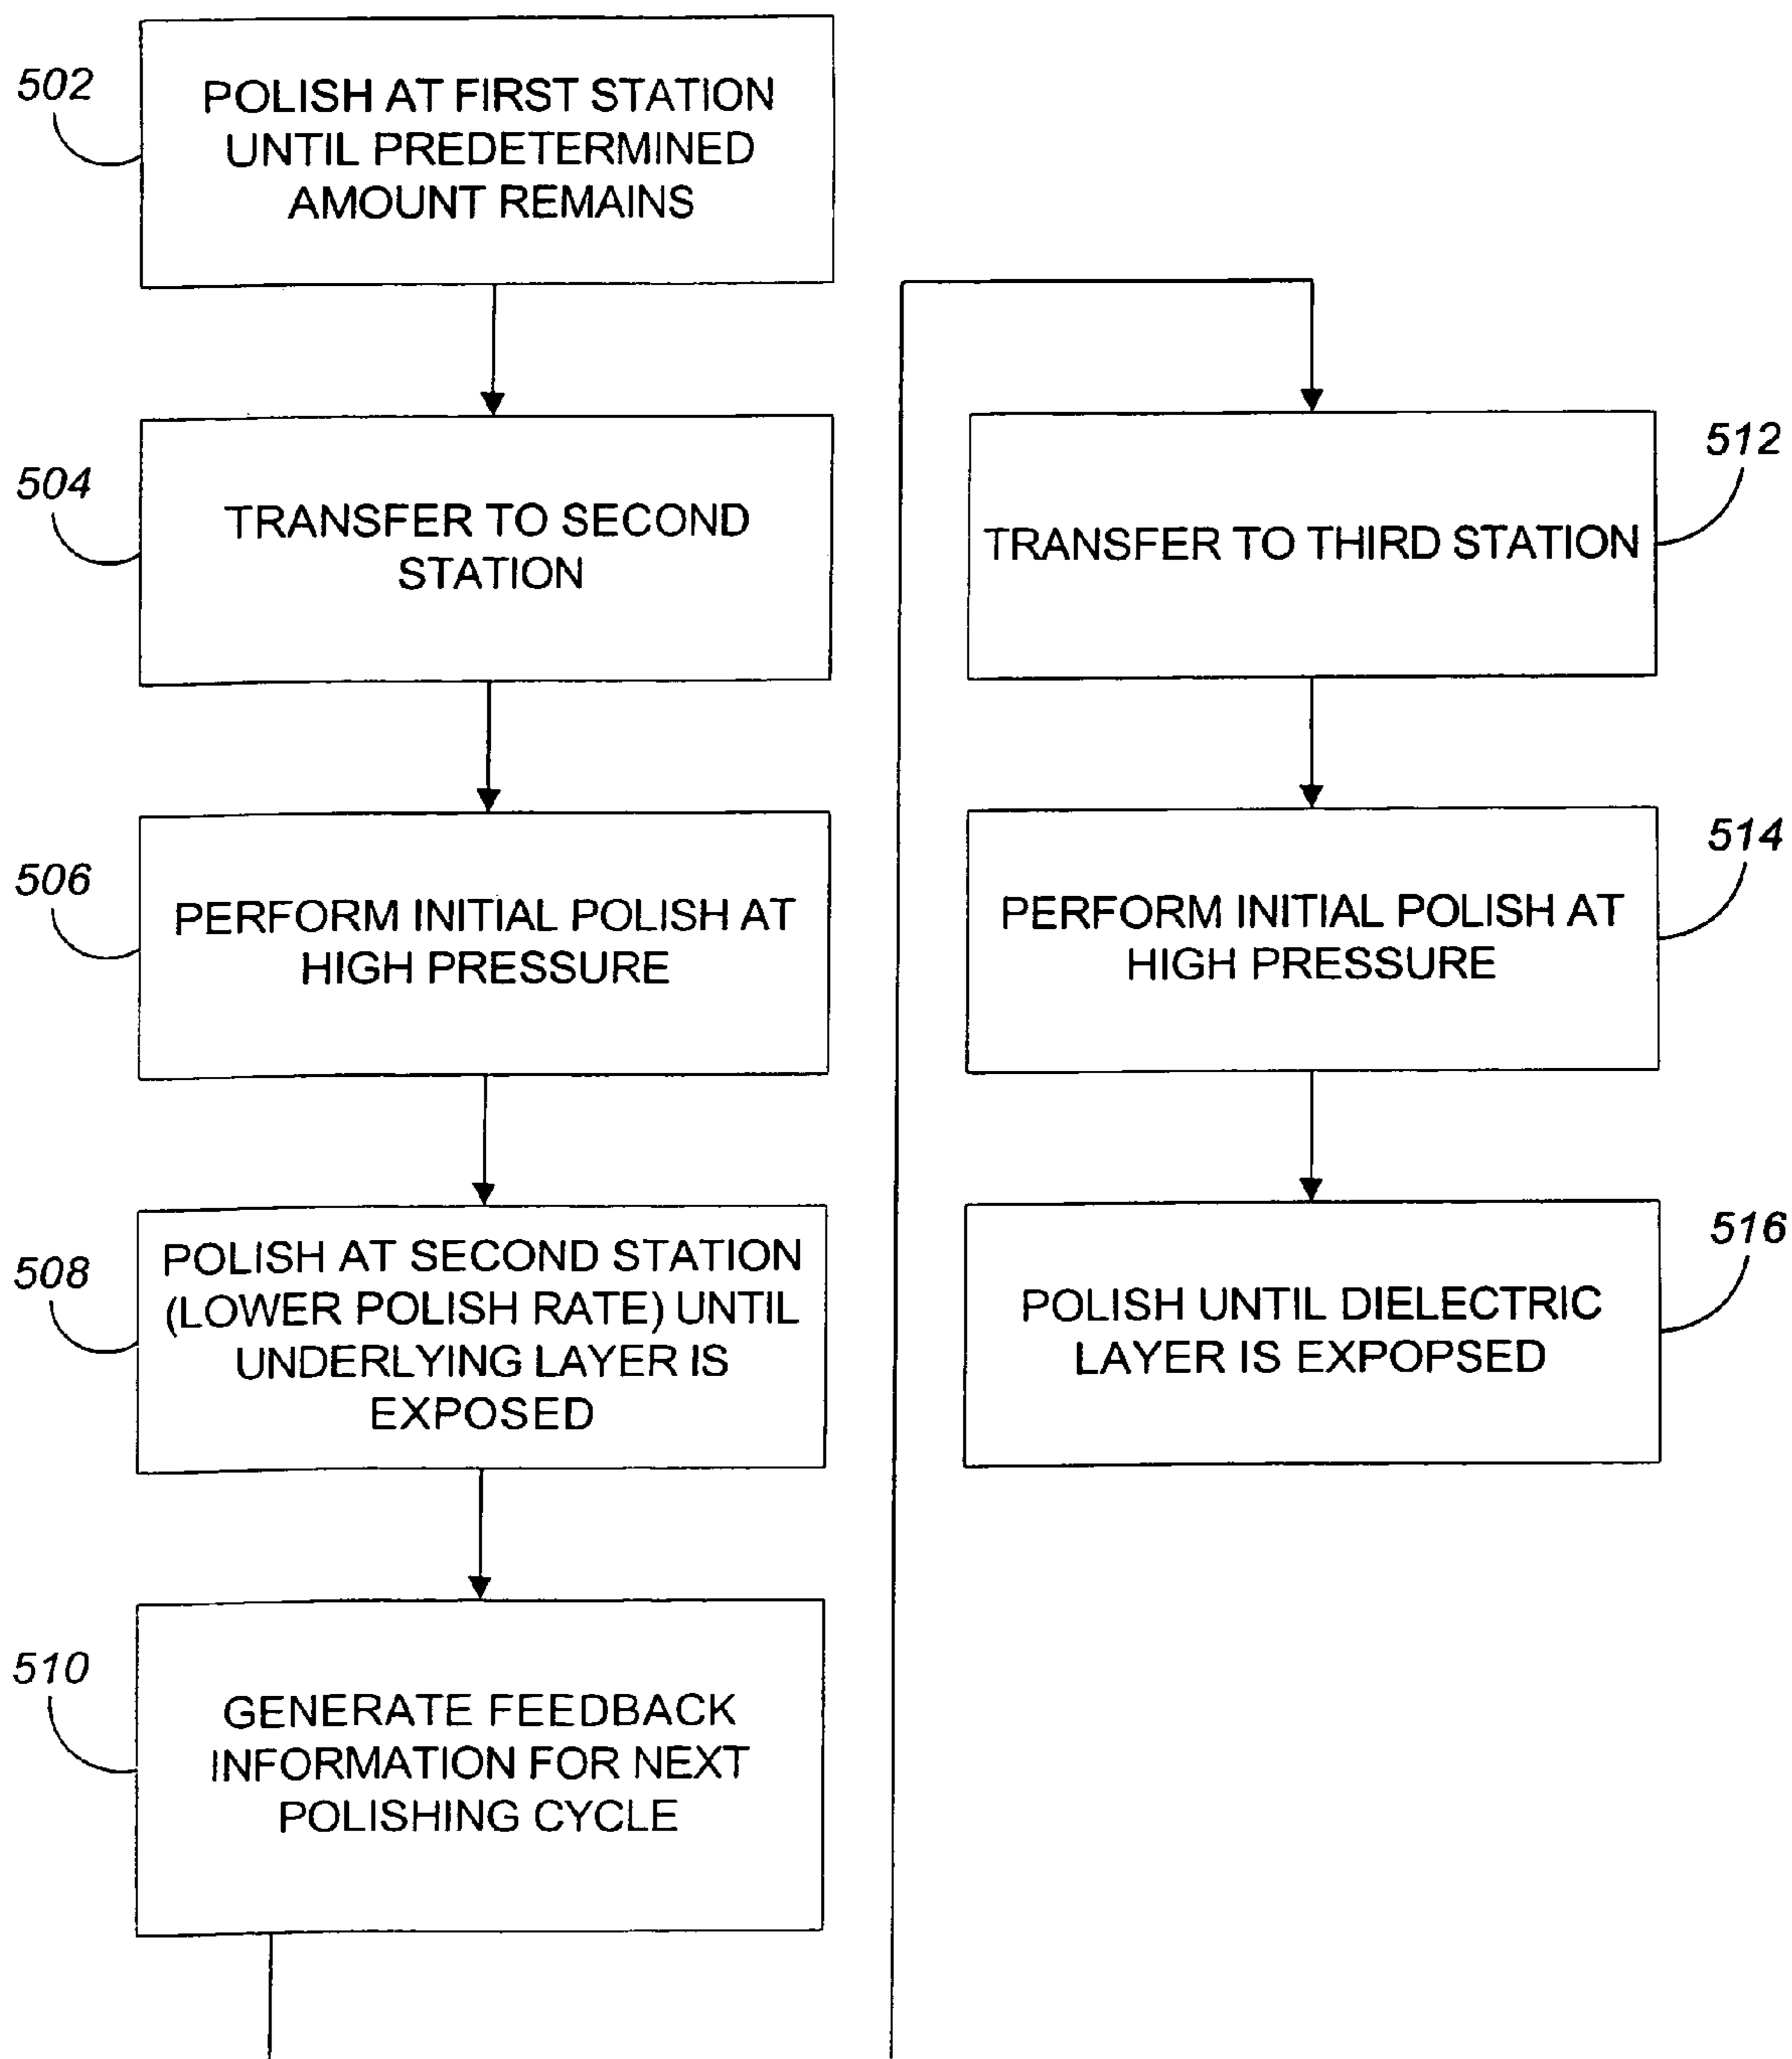 502
POLISH AT FIRST STATION
UNTIL PREDETERMINED
AMOUNT REMAINS
504
TRANSFER TO SECOND
STATION
506
PERFORM INITIAL POLISH AT
HIGH PRESSURE
508
POLISH AT SECOND STATION
(LOWER POLISH RATE) UNTIL
UNDERLYING LAYER IS
EXPOSED
510
GENERATE FEEDBACK
INFORMATION FOR NEXT
POLISHING CYCLE
512
TRANSFER TO THIRD STATION
514
PERFORM INITIAL POLISH AT
HIGH PRESSURE
516
POLISH UNTIL DIELECTRIC
LAYER IS EXPOPSED